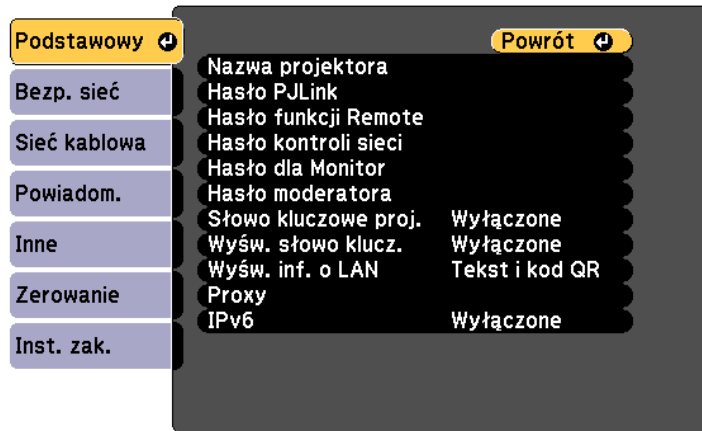 Podstawowy
Powrót
Nazwa projektora
Bezp. sieć
Hasło PJLink
Hasło funkcji Remote
Sieć kablowa
Hasło kontroli sieci
Hasło dla Monitor
Powiadom.
Hasło moderatora
Słowo kluczowe proj. Wyłączone
Inne
Wyśw. słowo klucz. Wyłączone
Wyśw. inf. o LAN Tekst i kod QR
Zerowanie
Proxy
IPv6 Wyłączone
Inst. zak.